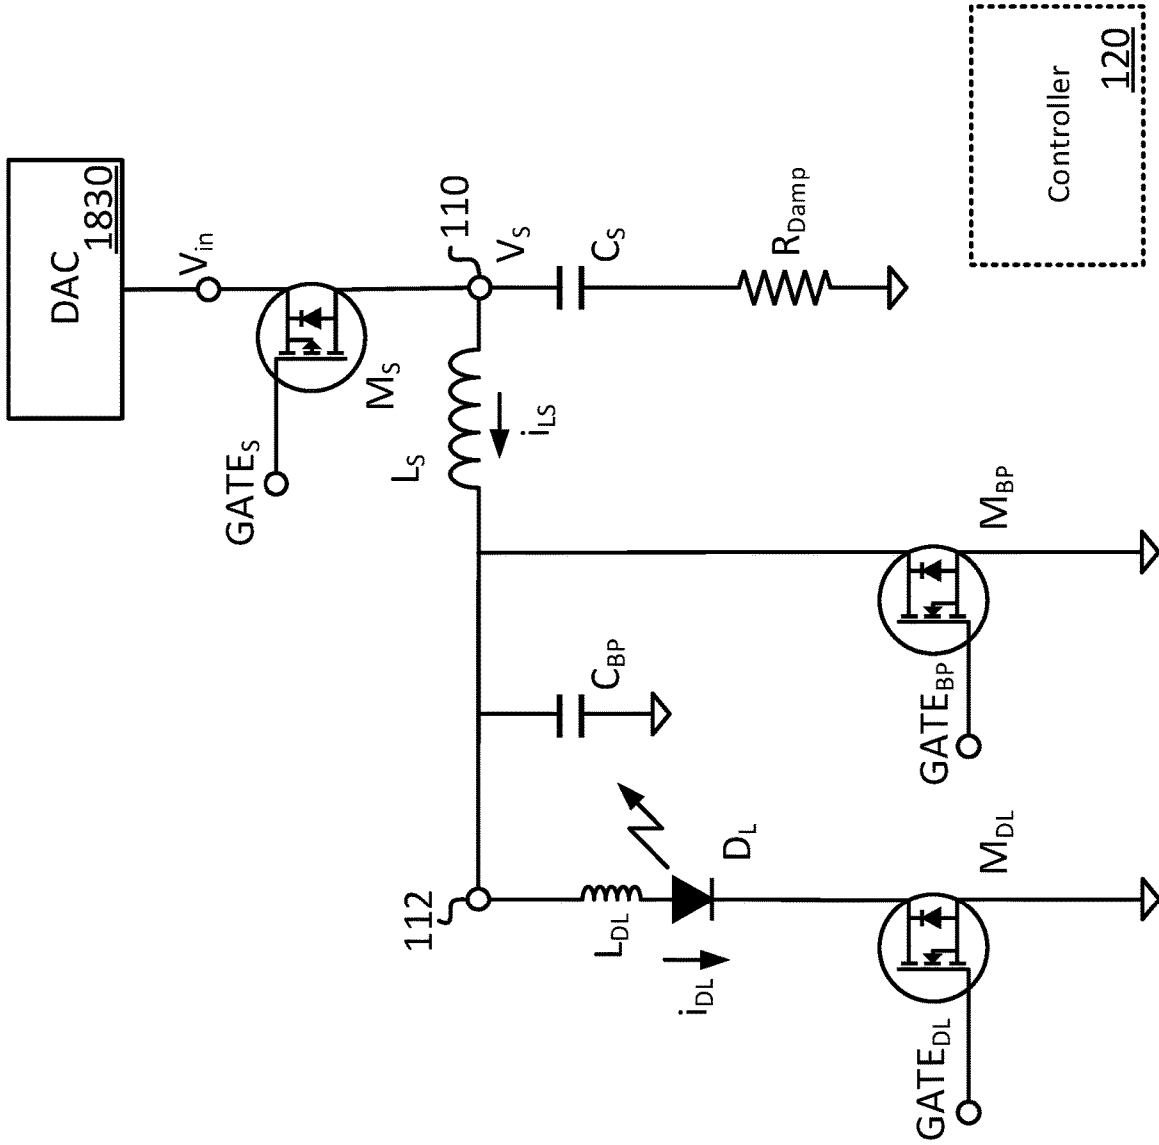 DAC
1830
V_in
GATE_S
M_S
L_S
112
110
V_S
i_LS
L_DL
C_BP
C_S
i_DL
D_L
R_Damp
GATE_DL
GATE_BP
M_DL
M_BP
Controller
120